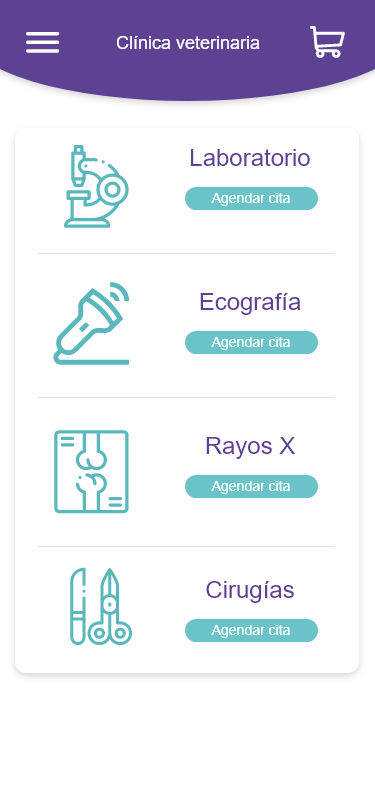 Clínica veterinaria
Laboratorio
Agendar cita
Ecografía
Agendar cita
Rayos X
Agendar cita
Cirugías
Agendar cita